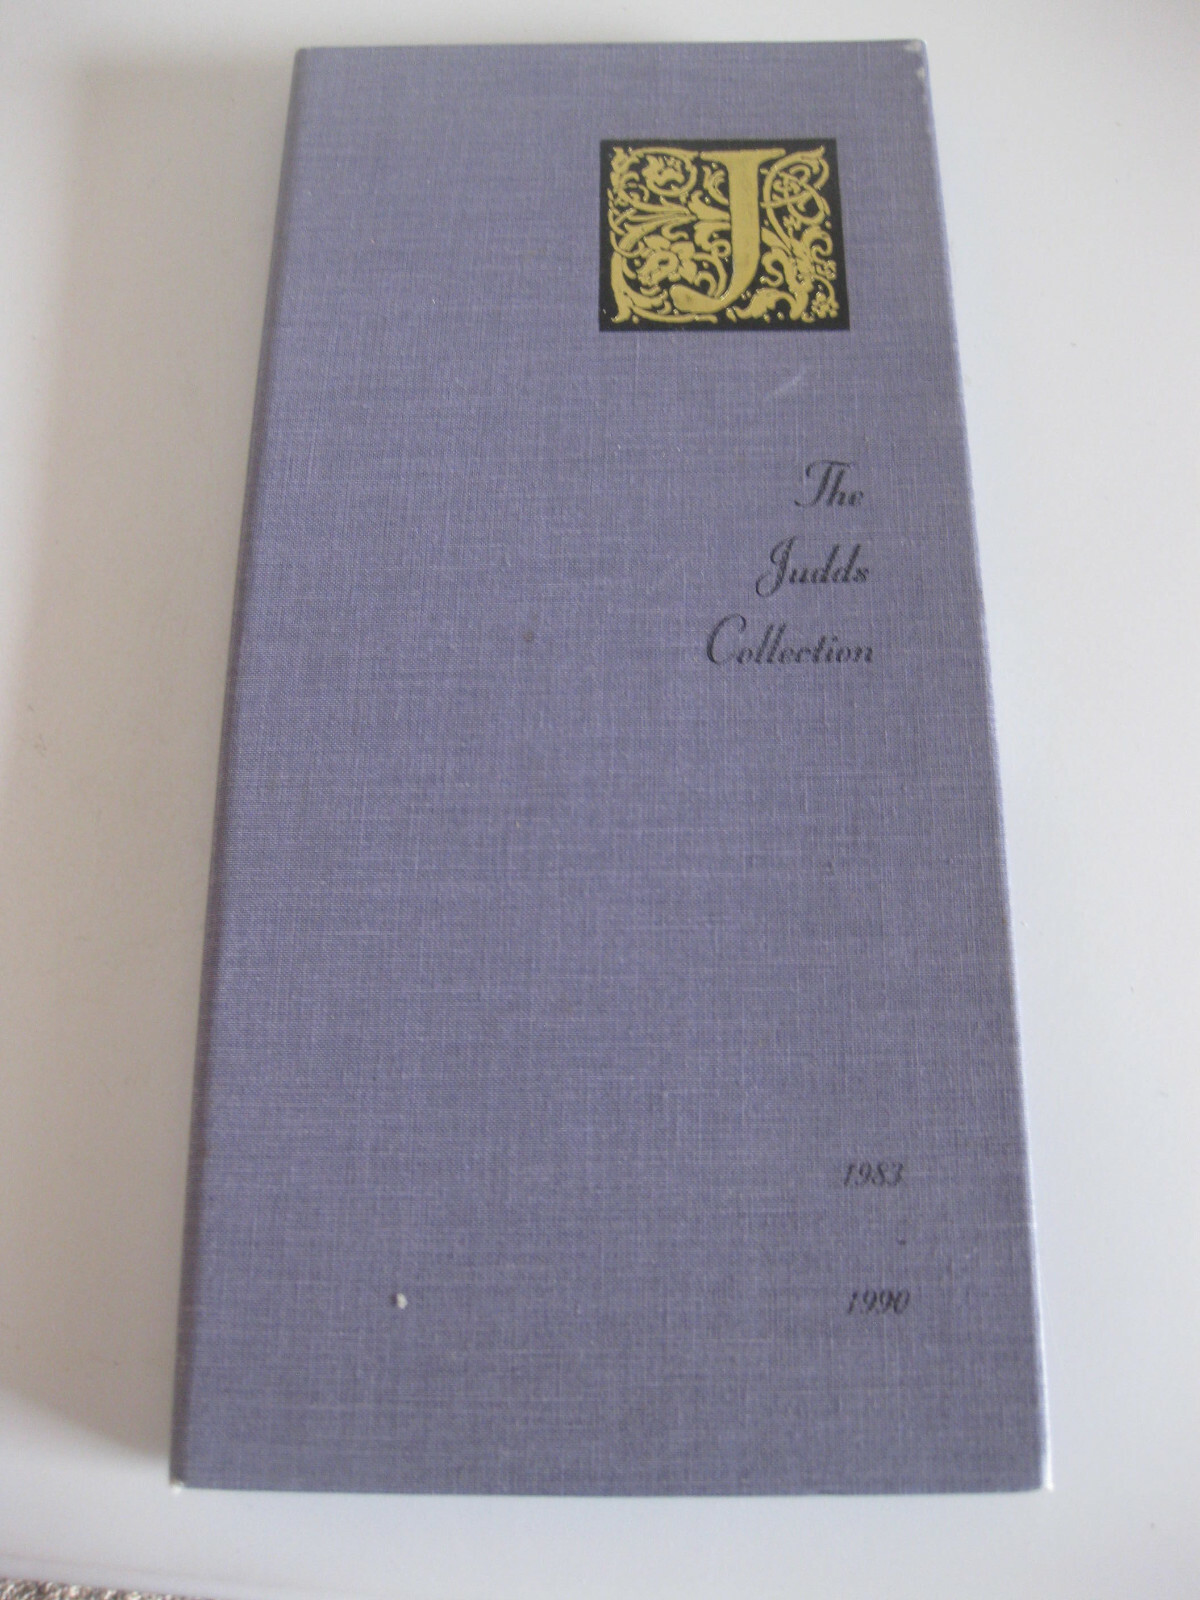 J
The
Judds
Collection
1983
-
1990